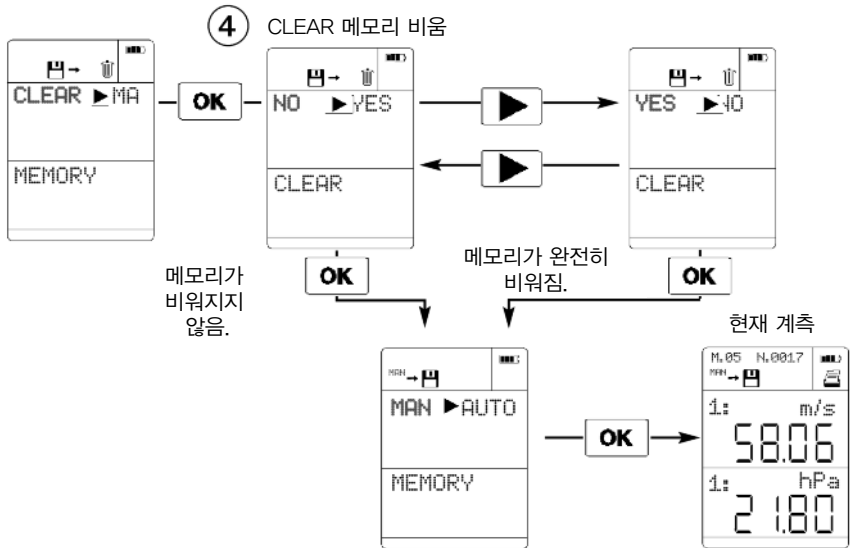 ④ CLEAR 메모리 비움
CLEAR ▶MA
MEMORY
OK
NO ▶YES
CLEAR
YES ▶NO
CLEAR
메모리가
비워지지
않음.
OK
메모리가 완전히
비워짐.
OK
MAN
MAN ▶AUTO
MEMORY
OK
현재 계측
M.05 N.0017
MAN
1: m/s
58.06
1: hPa
21.80